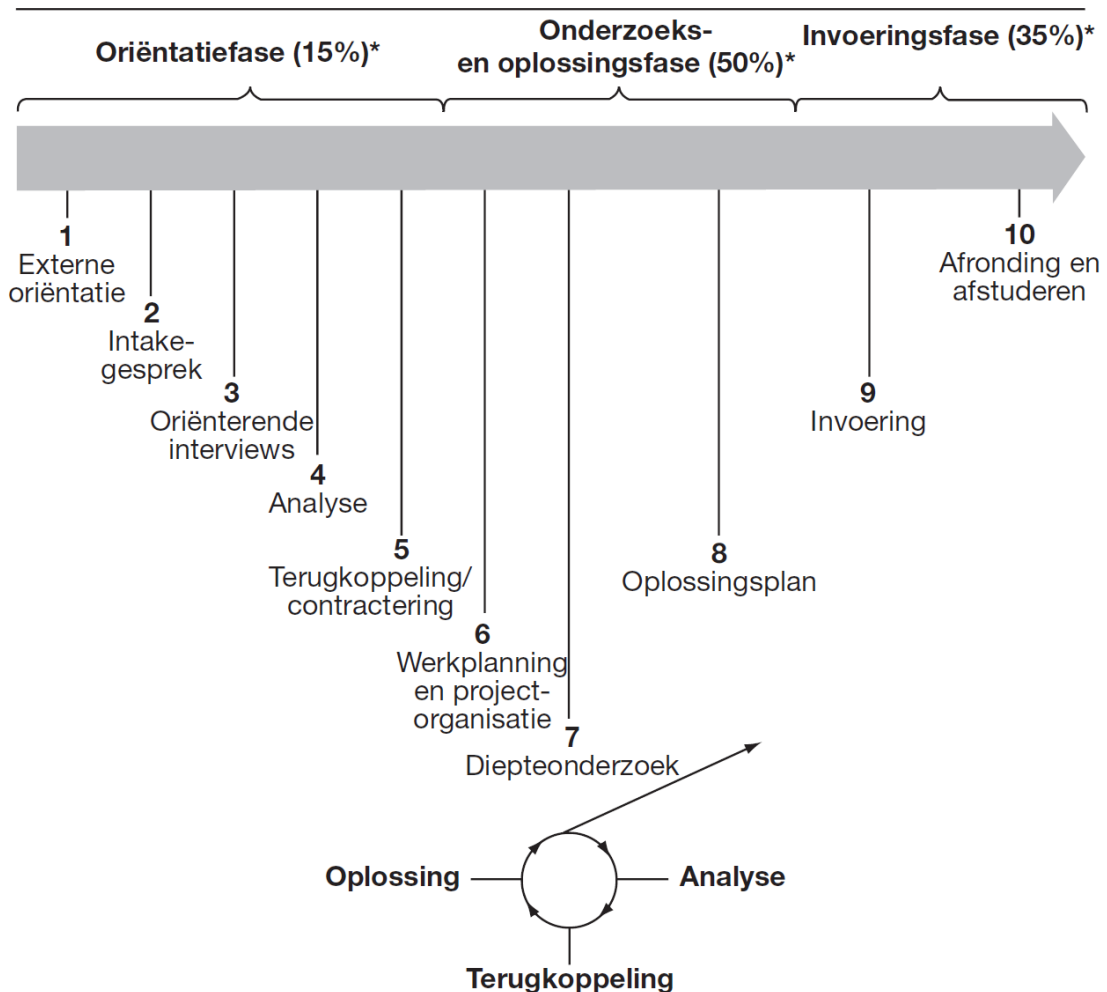 Oriëntatiefase (15%)*
Onderzoeks-
en oplossingsfase (50%)*
Invoeringsfase (35%)*
1
Externe
oriëntatie
2
Intake-
gesprek
3
Oriënterende
interviews
4
Analyse
5
Terugkoppeling/
contractering
6
Werkplanning
en project-
organisatie
7
Diepteonderzoek
8
Oplossingsplan
9
Invoering
10
Afronding en
afstuderen
Oplossing
Analyse
Terugkoppeling